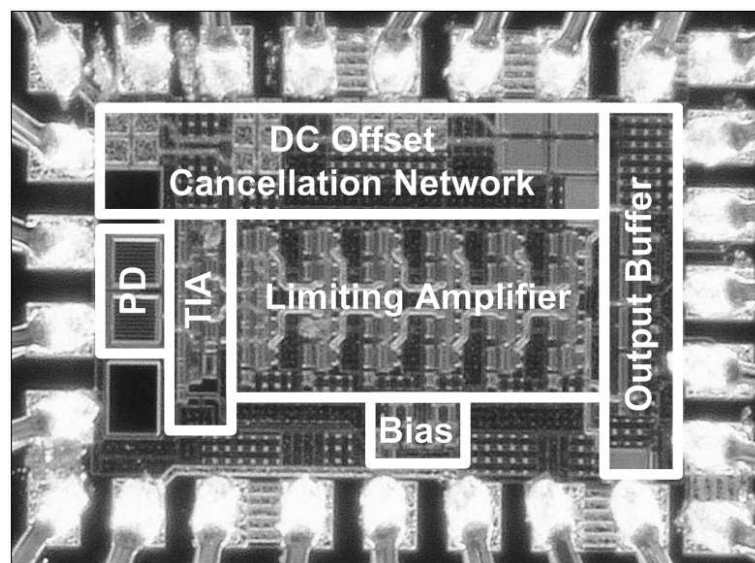 DC Offset
Cancellation Network
PD
TIA
Limiting Amplifier
Output Buffer
Bias